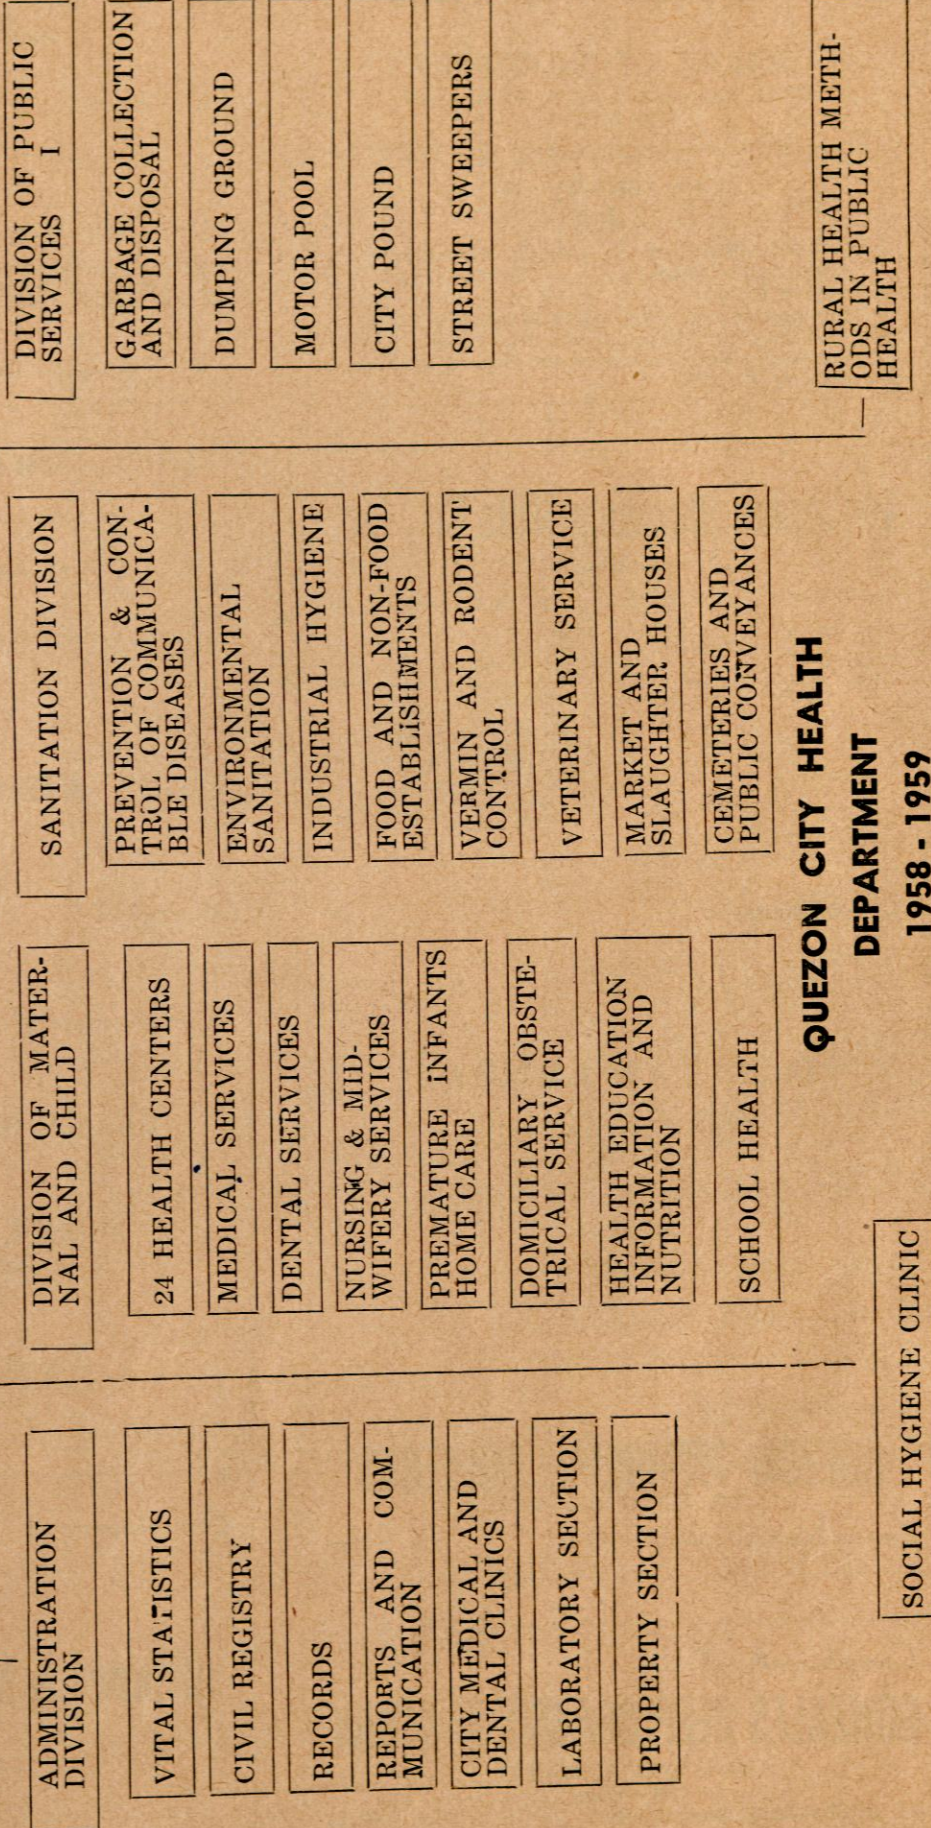 ADMINISTRATION
DIVISION
VITAL STATISTICS
CIVIL REGISTRY
RECORDS
REPORTS AND COM-
MUNICATION
CITY MEDICAL AND
DENTAL CLINICS
LABORATORY SECTION
PROPERTY SECTION
DIVISION OF MATER-
NAL AND CHILD
24 HEALTH CENTERS
MEDICAL SERVICES
DENTAL SERVICES
NURSING & MID-
WIFERY SERVICES
PREMATURE INFANTS
HOME CARE
DOMICILIARY OBSTE-
TRICAL SERVICE
HEALTH EDUCATION
INFORMATION AND
NUTRITION
SCHOOL HEALTH
SANITATION DIVISION
PREVENTION & CON-
TROL OF COMMUNICA-
BLE DISEASES
ENVIRONMENTAL
SANITATION
INDUSTRIAL HYGIENE
FOOD AND NON-FOOD
ESTABLISHMENTS
VERMIN AND RODENT
CONTROL
VETERINARY SERVICE
MARKET AND
SLAUGHTER HOUSES
CEMETERIES AND
PUBLIC CONVEYANCES
DIVISION OF PUBLIC
SERVICES I
GARBAGE COLLECTION
AND DISPOSAL
DUMPING GROUND
MOTOR POOL
CITY POUND
STREET SWEEPERS
SOCIAL HYGIENE CLINIC
QUEZON CITY HEALTH
DEPARTMENT
1958 - 1959
RURAL HEALTH METH-
ODS IN PUBLIC
HEALTH